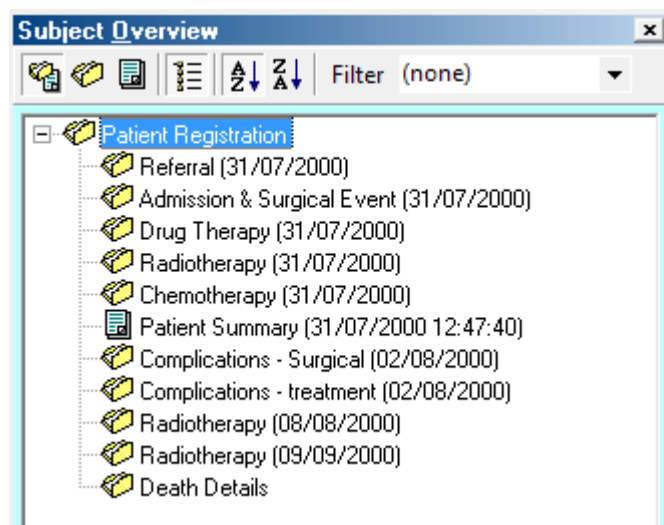 Subject Overview
Filter (none)
Patient Registration
Referral (31/07/2000)
Admission & Surgical Event (31/07/2000)
Drug Therapy (31/07/2000)
Radiotherapy (31/07/2000)
Chemotherapy (31/07/2000)
Patient Summary (31/07/2000 12:47:40)
Complications - Surgical (02/08/2000)
Complications - treatment (02/08/2000)
Radiotherapy (08/08/2000)
Radiotherapy (09/09/2000)
Death Details